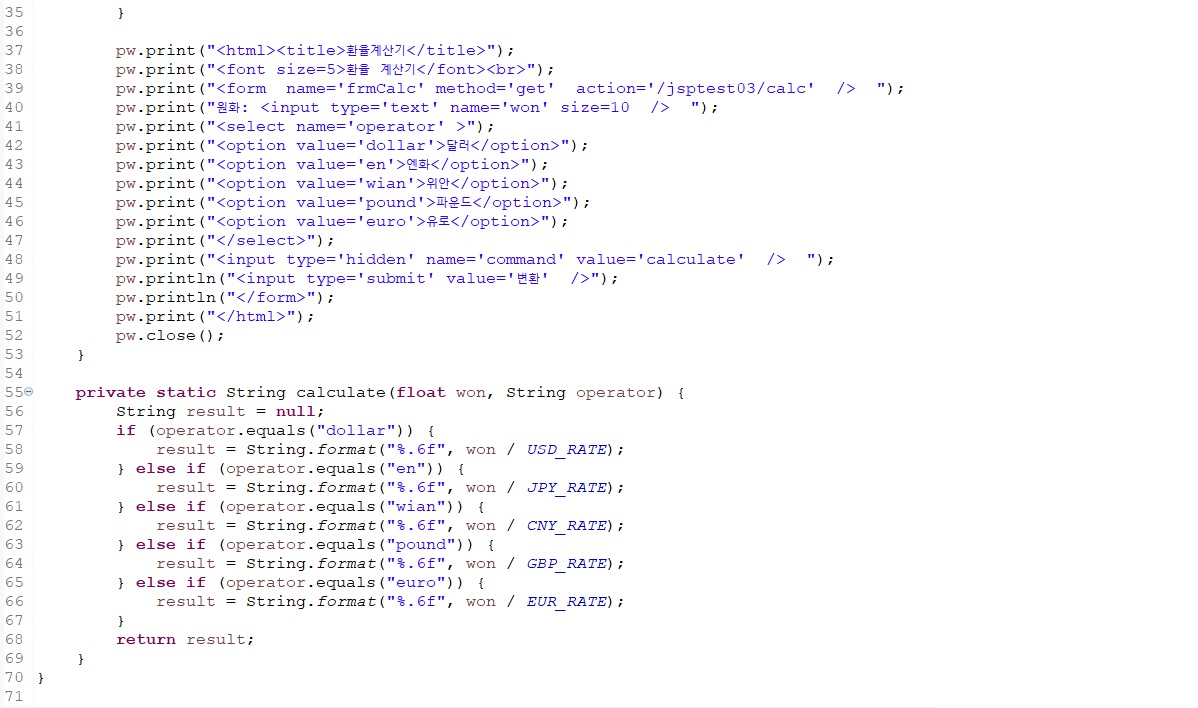 35         }
36
37         pw.print("<html><title>환율계산기</title>");
38         pw.print("<font size=5>환율 계산기</font><br>");
39         pw.print("<form  name='frmCalc' method='get'  action='/jsptest03/calc'  />  ");
40         pw.print("원화: <input type='text' name='won' size=10  />  ");
41         pw.print("<select name='operator' >");
42         pw.print("<option value='dollar'>달러</option>");
43         pw.print("<option value='en'>엔화</option>");
44         pw.print("<option value='wian'>위안</option>");
45         pw.print("<option value='pound'>파운드</option>");
46         pw.print("<option value='euro'>유로</option>");
47         pw.print("</select>");
48         pw.print("<input type='hidden' name='command' value='calculate'  />  ");
49         pw.println("<input type='submit' value='변환'  />");
50         pw.println("</form>");
51         pw.print("</html>");
52         pw.close();
53     }
54
55     private static String calculate(float won, String operator) {
56         String result = null;
57         if (operator.equals("dollar")) {
58             result = String.format("%.6f", won / USD_RATE);
59         } else if (operator.equals("en")) {
60             result = String.format("%.6f", won / JPY_RATE);
61         } else if (operator.equals("wian")) {
62             result = String.format("%.6f", won / CNY_RATE);
63         } else if (operator.equals("pound")) {
64             result = String.format("%.6f", won / GBP_RATE);
65         } else if (operator.equals("euro")) {
66             result = String.format("%.6f", won / EUR_RATE);
67         }
68         return result;
69     }
70 }
71